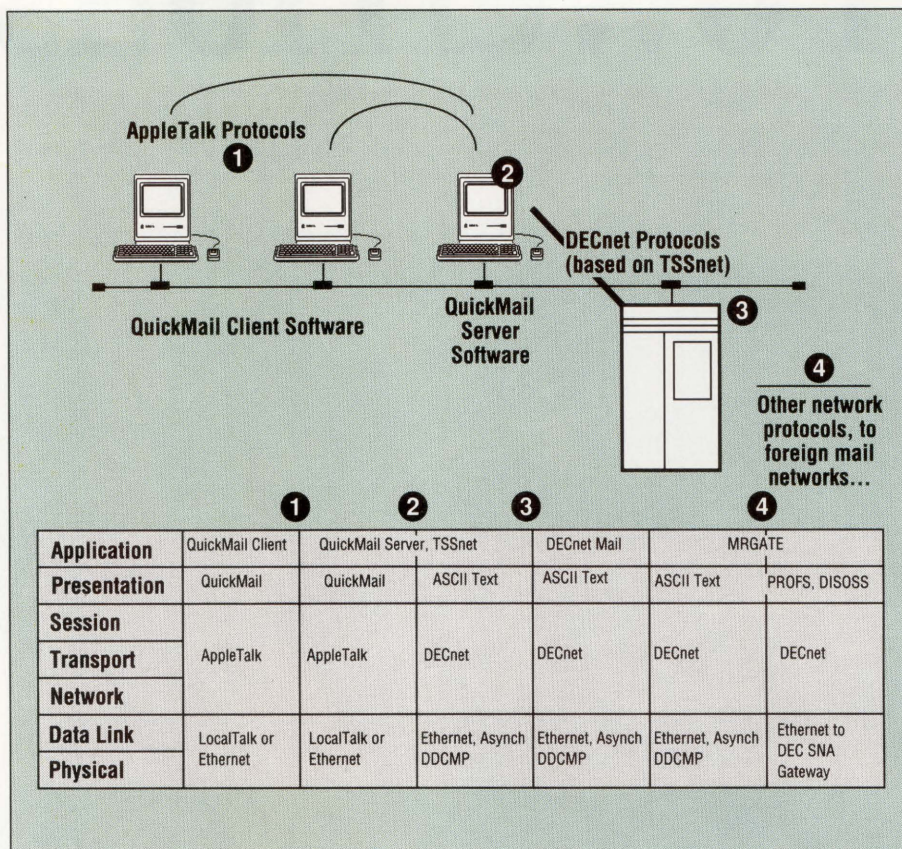 AppleTalk Protocols
1
2
DECnet Protocols
(based on TSSnet)
QuickMail Client Software
QuickMail
Server
Software
3
4
Other network
protocols, to
foreign mail
networks...
1 2 3 4
Application QuickMail Client QuickMail Server, TSSnet DECnet Mail MRGATE
Presentation QuickMail QuickMail ASCII Text ASCII Text ASCII Text PROFS, DISOSS
Session
Transport AppleTalk AppleTalk DECnet DECnet DECnet DECnet
Network
Data Link
Physical
LocalTalk or
Ethernet
LocalTalk or
Ethernet
Ethernet, Asynch
DDCMP
Ethernet, Asynch
DDCMP
Ethernet, Asynch
DDCMP
Ethernet to
DEC SNA
Gateway